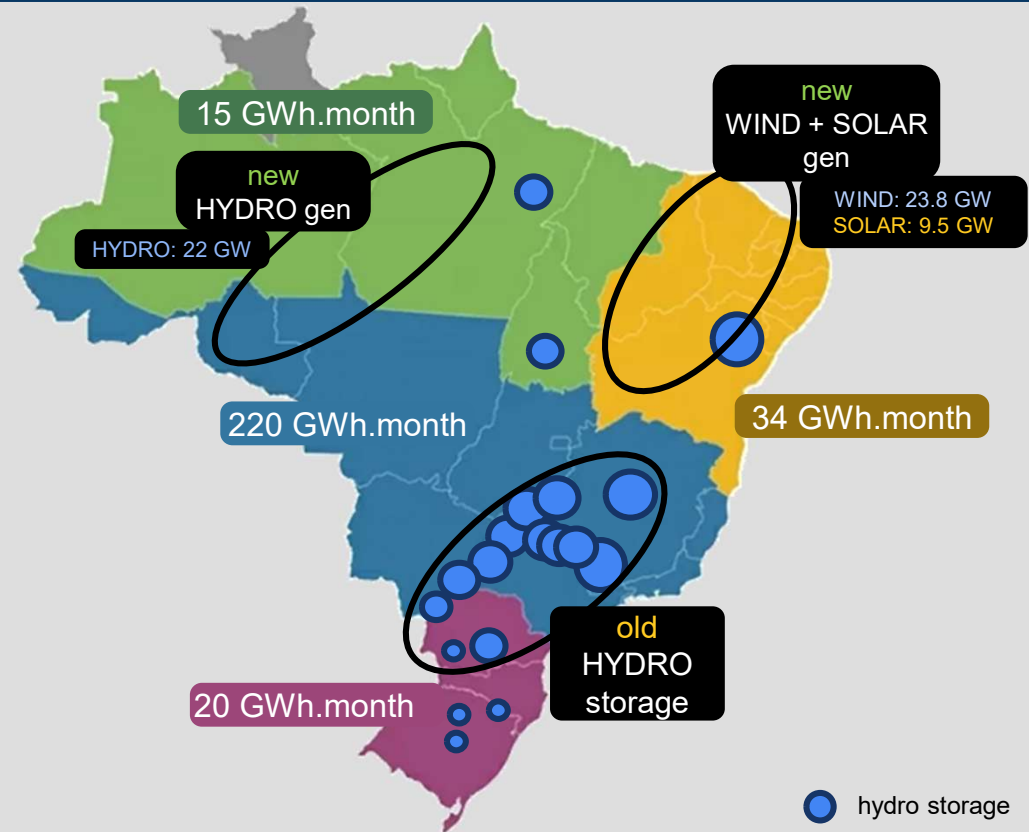 15 GWh.month
new
WIND + SOLAR
gen
new
HYDRO gen
WIND: 23.8 GW
SOLAR: 9.5 GW
HYDRO: 22 GW
220 GWh.month
34 GWh.month
old
HYDRO
storage
20 GWh.month
hydro storage